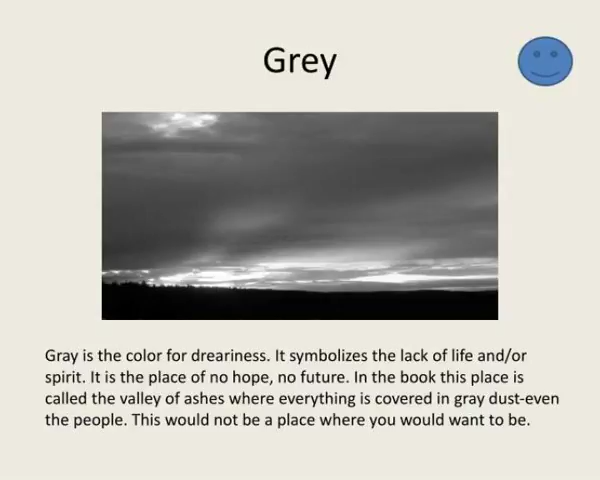 Grey
Gray is the color for dreariness. It symbolizes the lack of life and/or
spirit. It is the place of no hope, no future. In the book this place is
called the valley of ashes where everything is covered in gray dust-even
the people. This would not be a place where you would want to be.